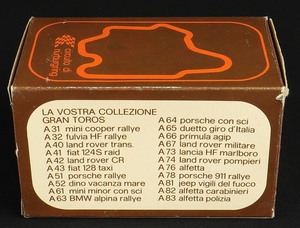 circuito di
nürburgring
LA VOSTRA COLLEZIONE
GRAN TOROS
A 31 mini cooper rallye
A 32 fulvia HF rallye
A 40 land rover trans.
A 41 fiat 124S raid
A 42 land rover CR
A 43 fiat 128 taxi
A 51 porsche rallye
A 52 dino vacanza mare
A 61 mini minor con sci
A 63 BMW alpina rallye
A 64 porsche con sci
A 65 duetto giro d'Italia
A 66 primula agip
A 67 land rover militare
A 73 lancia HF marlboro
A 74 land rover pompieri
A 76 alfetta
A 78 porsche 911 rallye
A 81 jeep vigili del fuoco
A 82 alfetta carabinieri
A 83 alfetta polizia